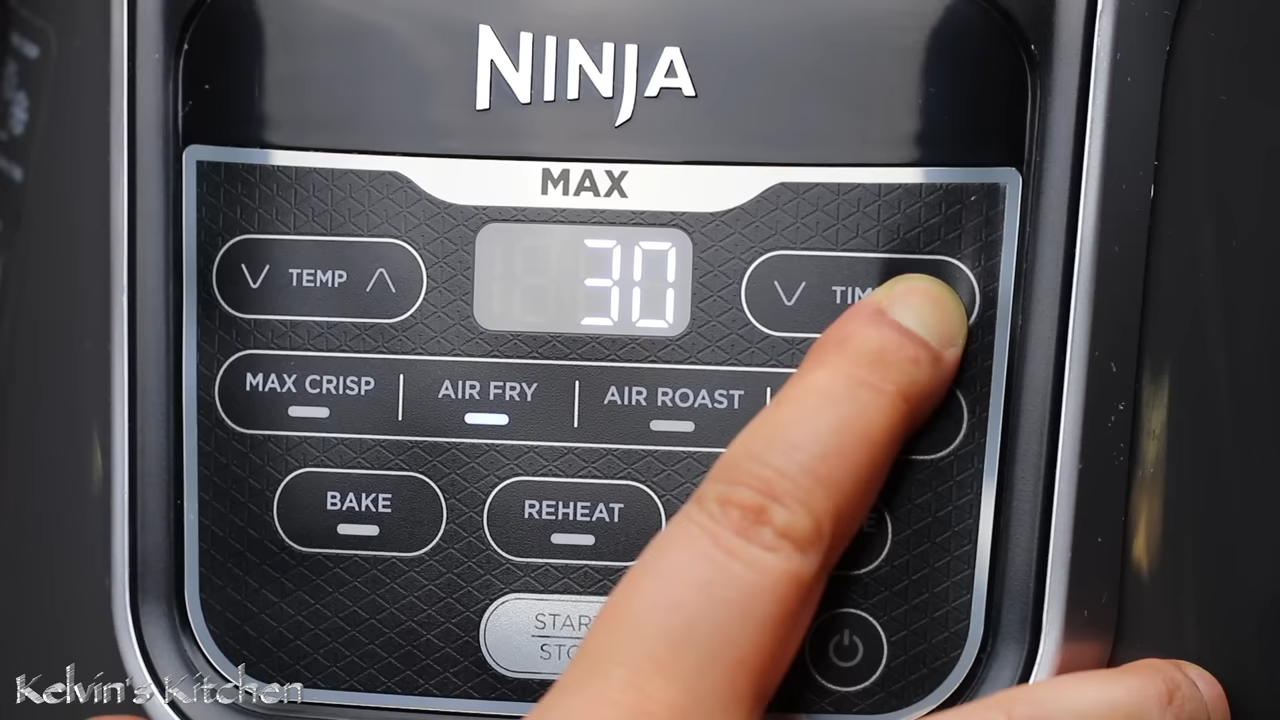 NINJA
MAX
TEMP
30
MAX CRISP
AIR FRY
AIR ROAST
BAKE
REHEAT
Kelvin's Kitchen